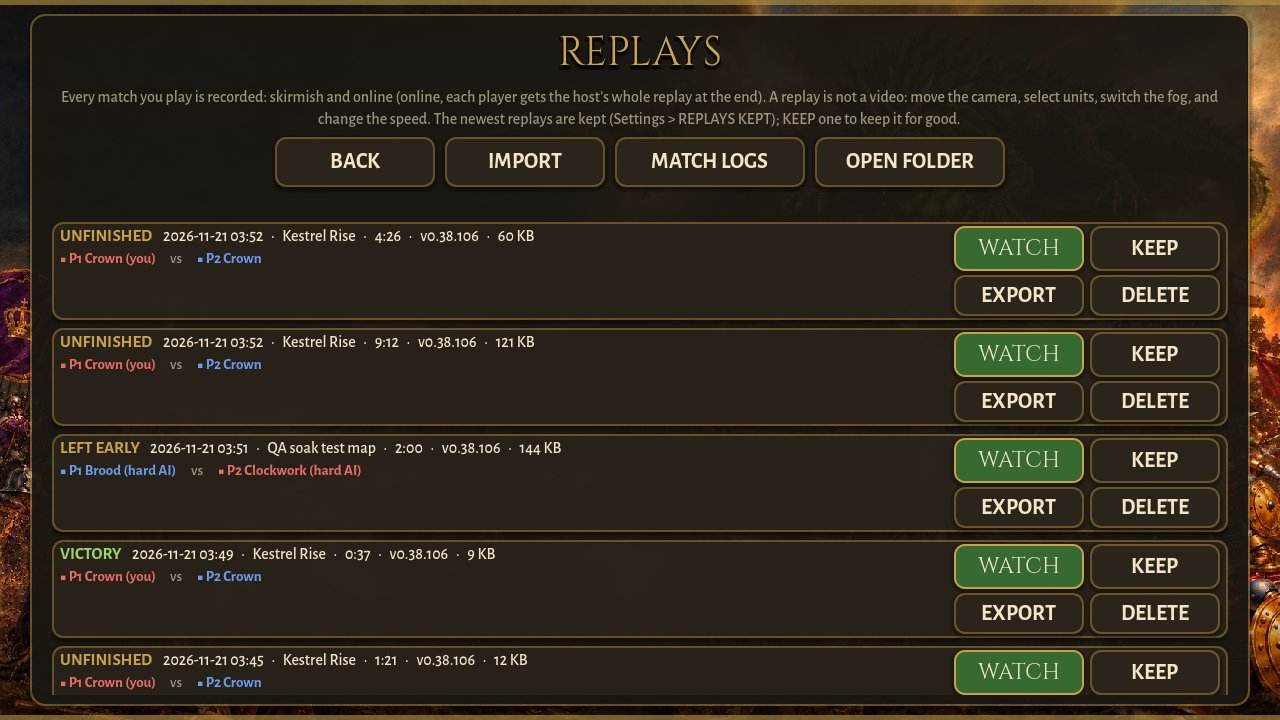 REPLAYS
Every match you play is recorded: skirmish and online (online, each player gets the host's whole replay at the end). A replay is not a video: move the camera, select units, switch the fog, and
change the speed. The newest replays are kept (Settings > REPLAYS KEPT); KEEP one to keep it for good.
BACK IMPORT MATCH LOGS OPEN FOLDER
UNFINISHED 2026-11-21 03:52 · Kestrel Rise · 4:26 · v0.38.106 · 60 KB
P1 Crown (you) vs P2 Crown
WATCH KEEP
EXPORT DELETE
UNFINISHED 2026-11-21 03:52 · Kestrel Rise · 9:12 · v0.38.106 · 121 KB
P1 Crown (you) vs P2 Crown
WATCH KEEP
EXPORT DELETE
LEFT EARLY 2026-11-21 03:51 · QA soak test map · 2:00 · v0.38.106 · 144 KB
P1 Brood (hard AI) vs P2 Clockwork (hard AI)
WATCH KEEP
EXPORT DELETE
VICTORY 2026-11-21 03:49 · Kestrel Rise · 0:37 · v0.38.106 · 9 KB
P1 Crown (you) vs P2 Crown
WATCH KEEP
EXPORT DELETE
UNFINISHED 2026-11-21 03:45 · Kestrel Rise · 1:21 · v0.38.106 · 12 KB
P1 Crown (you) vs P2 Crown
WATCH KEEP